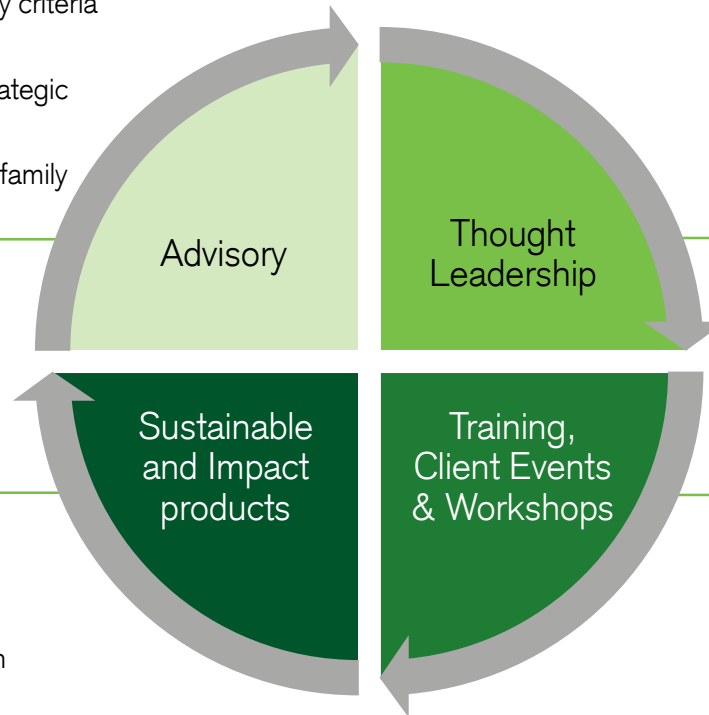 y criteria
ategic
family
Advisory
Thought
Leadership
Sustainable
and Impact
products
Training,
Client Events
& Workshops